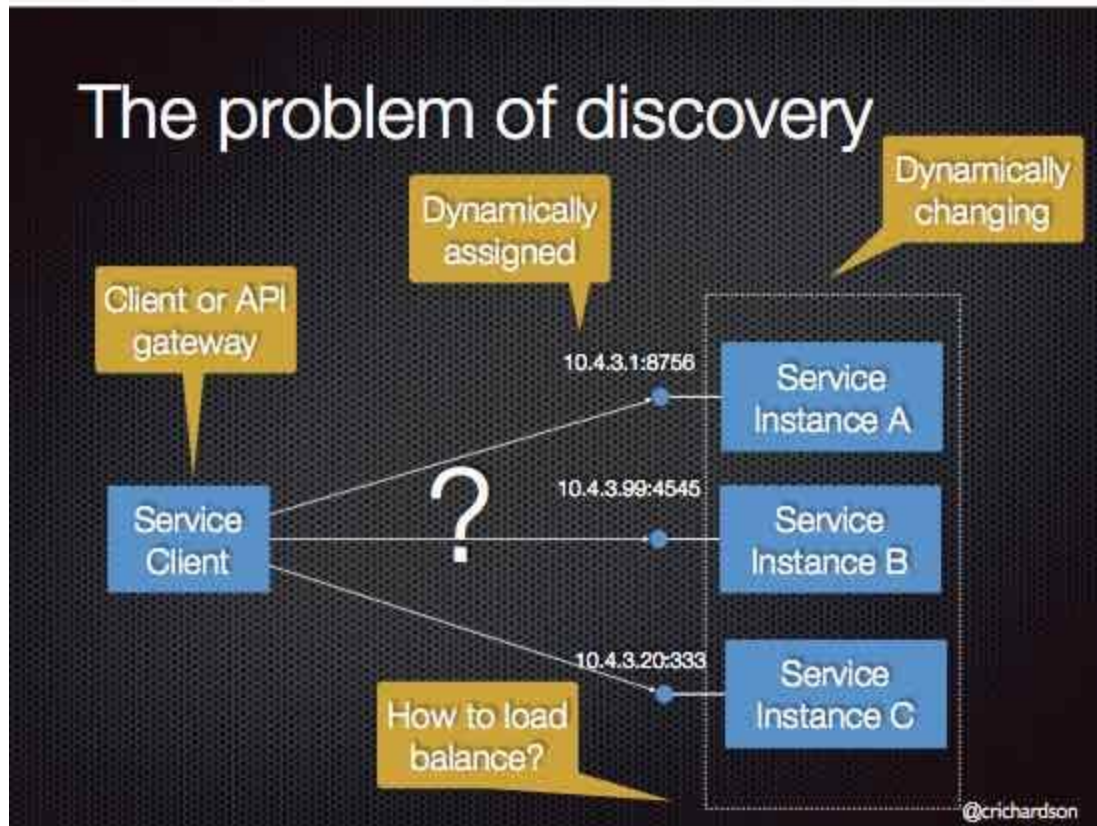 The problem of discovery
Dynamically
changing
Dynamically
assigned
Client or API
gateway
10.4.3.1:8756
Service
Instance A
?
10.4.3.99:4545
Service
Client
Service
Instance B
10.4.3.20:333
Service
Instance C
How to load
balance?
@crichardson